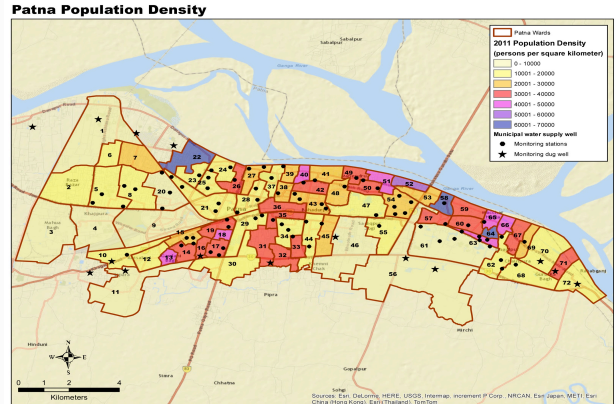 Patna Population Density
Sabalpur
Sabalpur
Patna Wards
2011 Population Density
(persons per square kilometer)
0 - 10000
10001 - 20000
20001 - 30000
30001 - 40000
40001 - 50000
50001 - 60000
60001 - 70000
Municipal water supply well
Monitoring stations
Monitoring dug well
1
6
7
22
2
5
20
23
25
24
26
27
39
40
41
49
50
51
52
3
4
9
21
28
37
38
42
43
48
47
54
53
58
59
36
35
29
57
60
65
66
10
12
15
19
18
13
14
16
17
34
44
45
46
55
61
63
64
67
69
70
30
31
32
33
56
62
68
71
72
11
Pipra
Hinduni
Simra
Chhatna
Gopalpur
Sohgi
N
W
E
S
0
1
2
4
Kilometers
Sources: Esri, DeLorme, HERE, USGS, Intermap, increment P Corp., NRCAN, Esri Japan, METI, Esri
China (Hong Kong), Esri (Thailand), TomTom